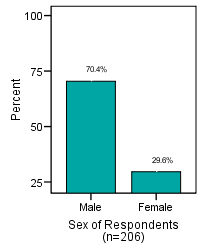 100
75
50
25
Percent
70.4%
29.6%
Male Female
Sex of Respondents
(n=206)